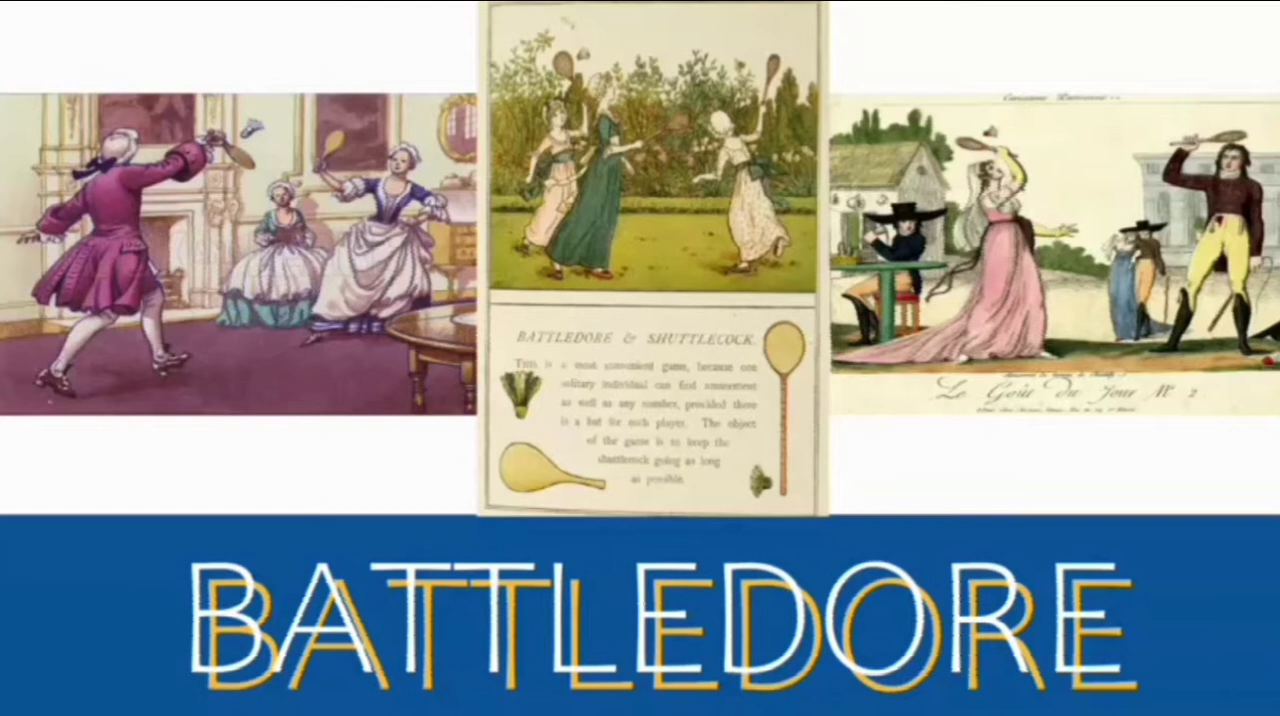 BATTLEDORE & SHUTTLECOCK.
THIS is a most convenient game, because one
solitary individual can find amusement
as well as any number, provided there
is a bat for each player. The object
of the game is to keep the
shuttlecock going as long
as possible.
Le Goût du Jour Nº 2.
BATTLEDORE